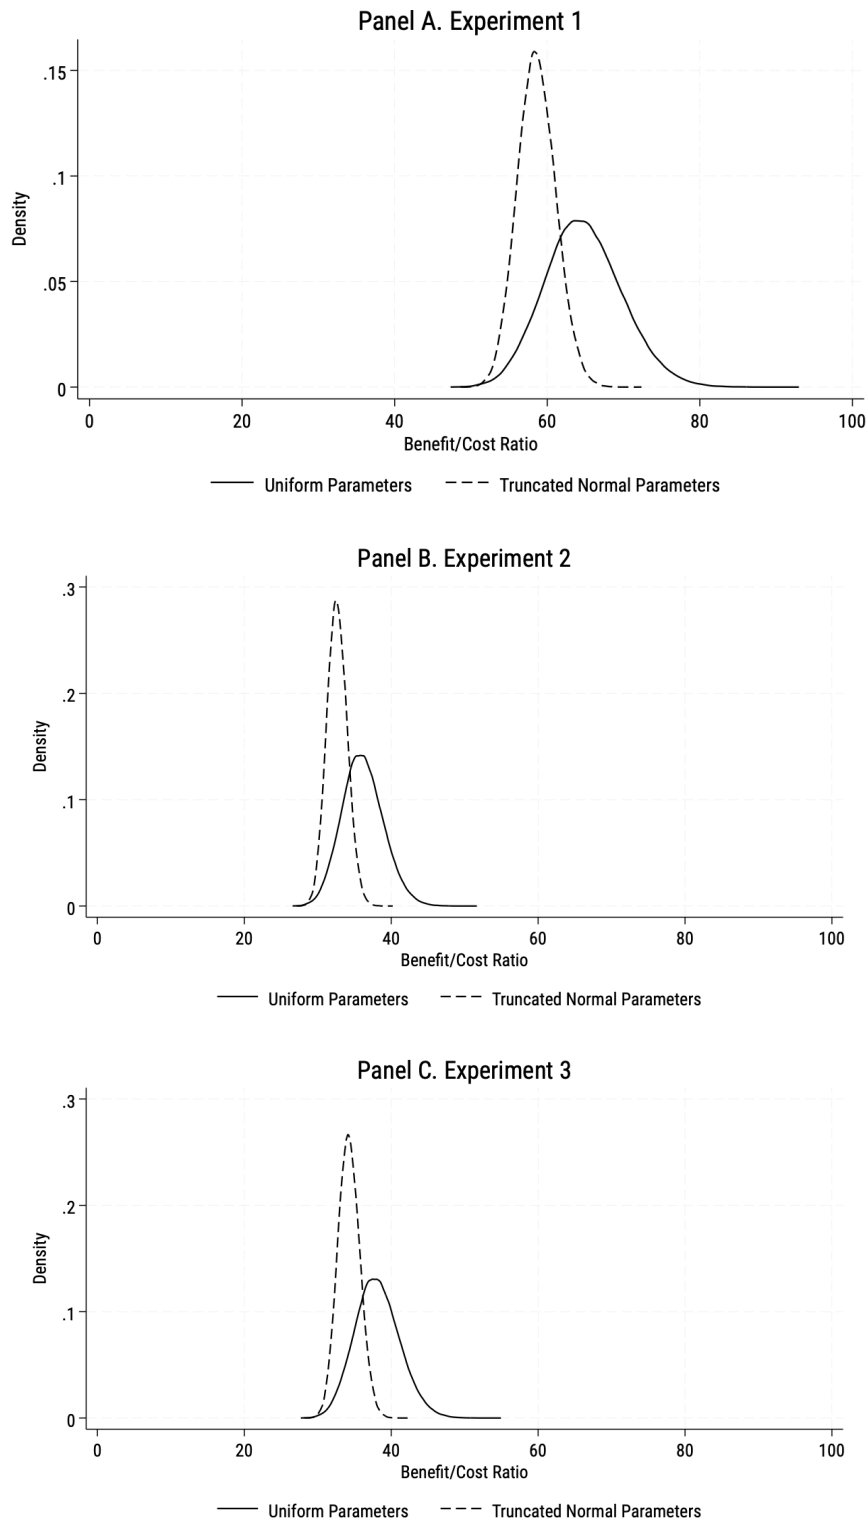 Panel A. Experiment 1
.15
.1
.05
0
Density
0 20 40 60 80 100
Benefit/Cost Ratio
Uniform Parameters Truncated Normal Parameters
Panel B. Experiment 2
.3
.2
.1
0
Density
0 20 40 60 80 100
Benefit/Cost Ratio
Uniform Parameters Truncated Normal Parameters
Panel C. Experiment 3
.3
.2
.1
0
Density
0 20 40 60 80 100
Benefit/Cost Ratio
Uniform Parameters Truncated Normal Parameters